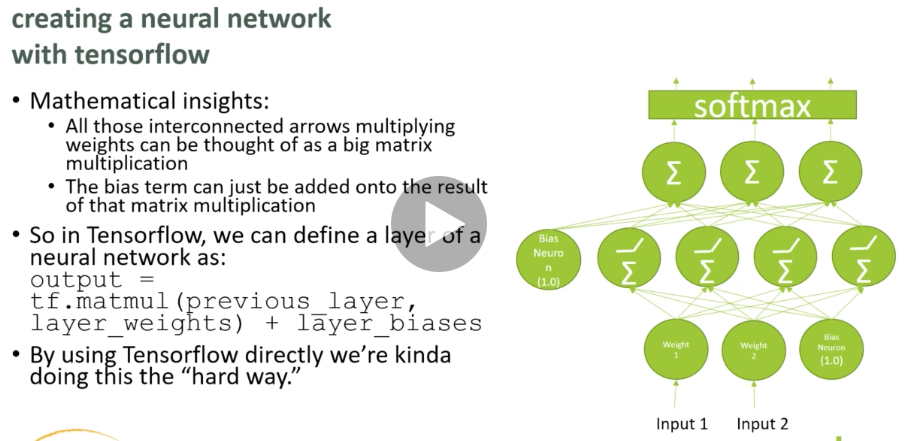 creating a neural network
with tensorflow
• Mathematical insights:
• All those interconnected arrows multiplying
weights can be thought of as a big matrix
multiplication
• The bias term can just be added onto the result
of that matrix multiplication
• So in Tensorflow, we can define a layer of a
neural network as:
output =
tf.matmul(previous_layer,
layer_weights) + layer_biases
• By using Tensorflow directly we're kinda
doing this the "hard way."
softmax
Σ Σ Σ
Bias
Neuro
n
(1.0)
Σ Σ Σ Σ
Weight
1
Weight
2
Bias
Neuron
(1.0)
Input 1 Input 2